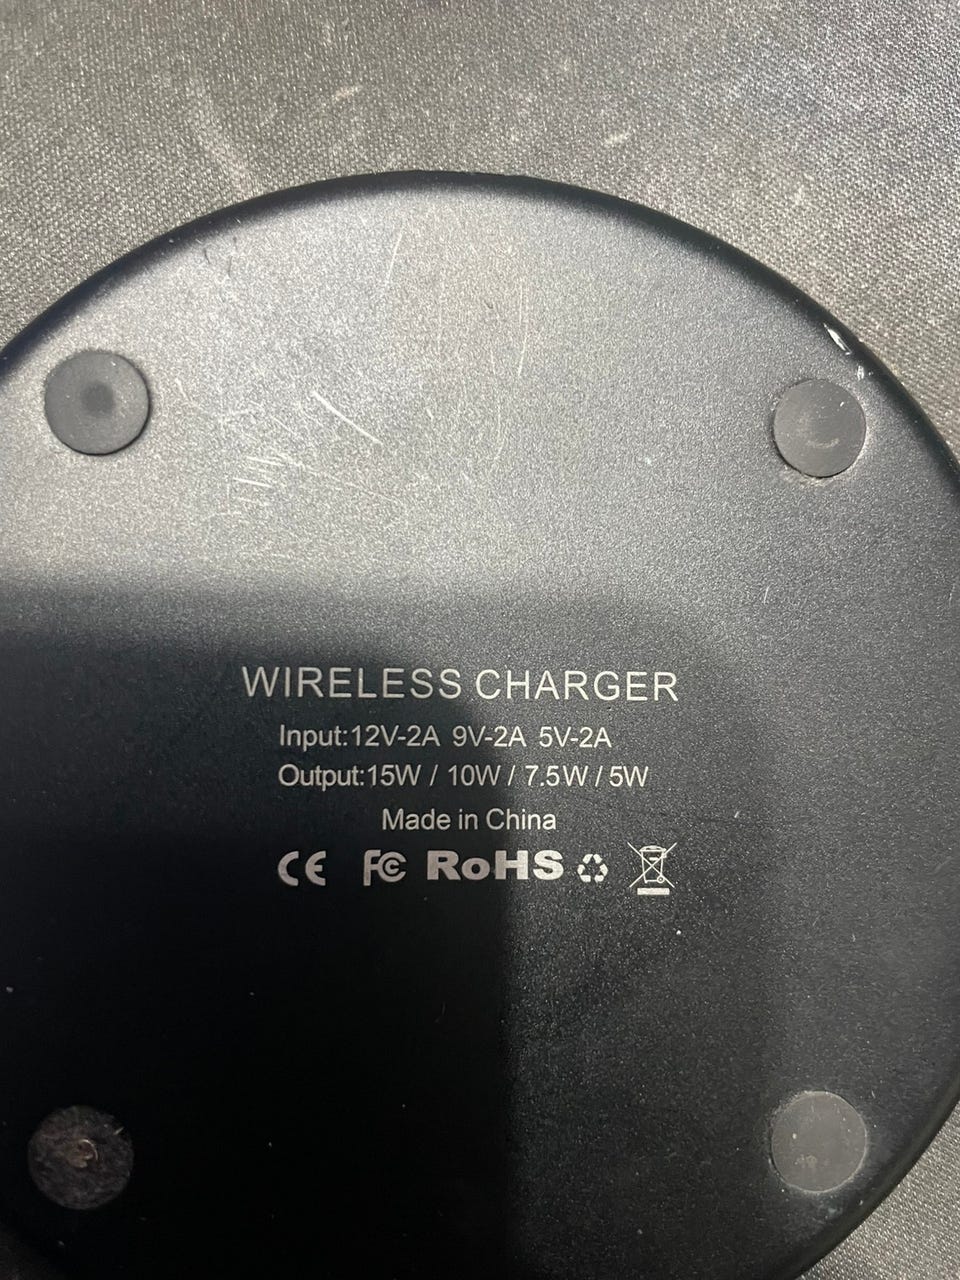 WIRELESS CHARGER
Input:12V-2A 9V-2A 5V-2A
Output:15W / 10W / 7.5W / 5W
Made in China
CE FC RoHS